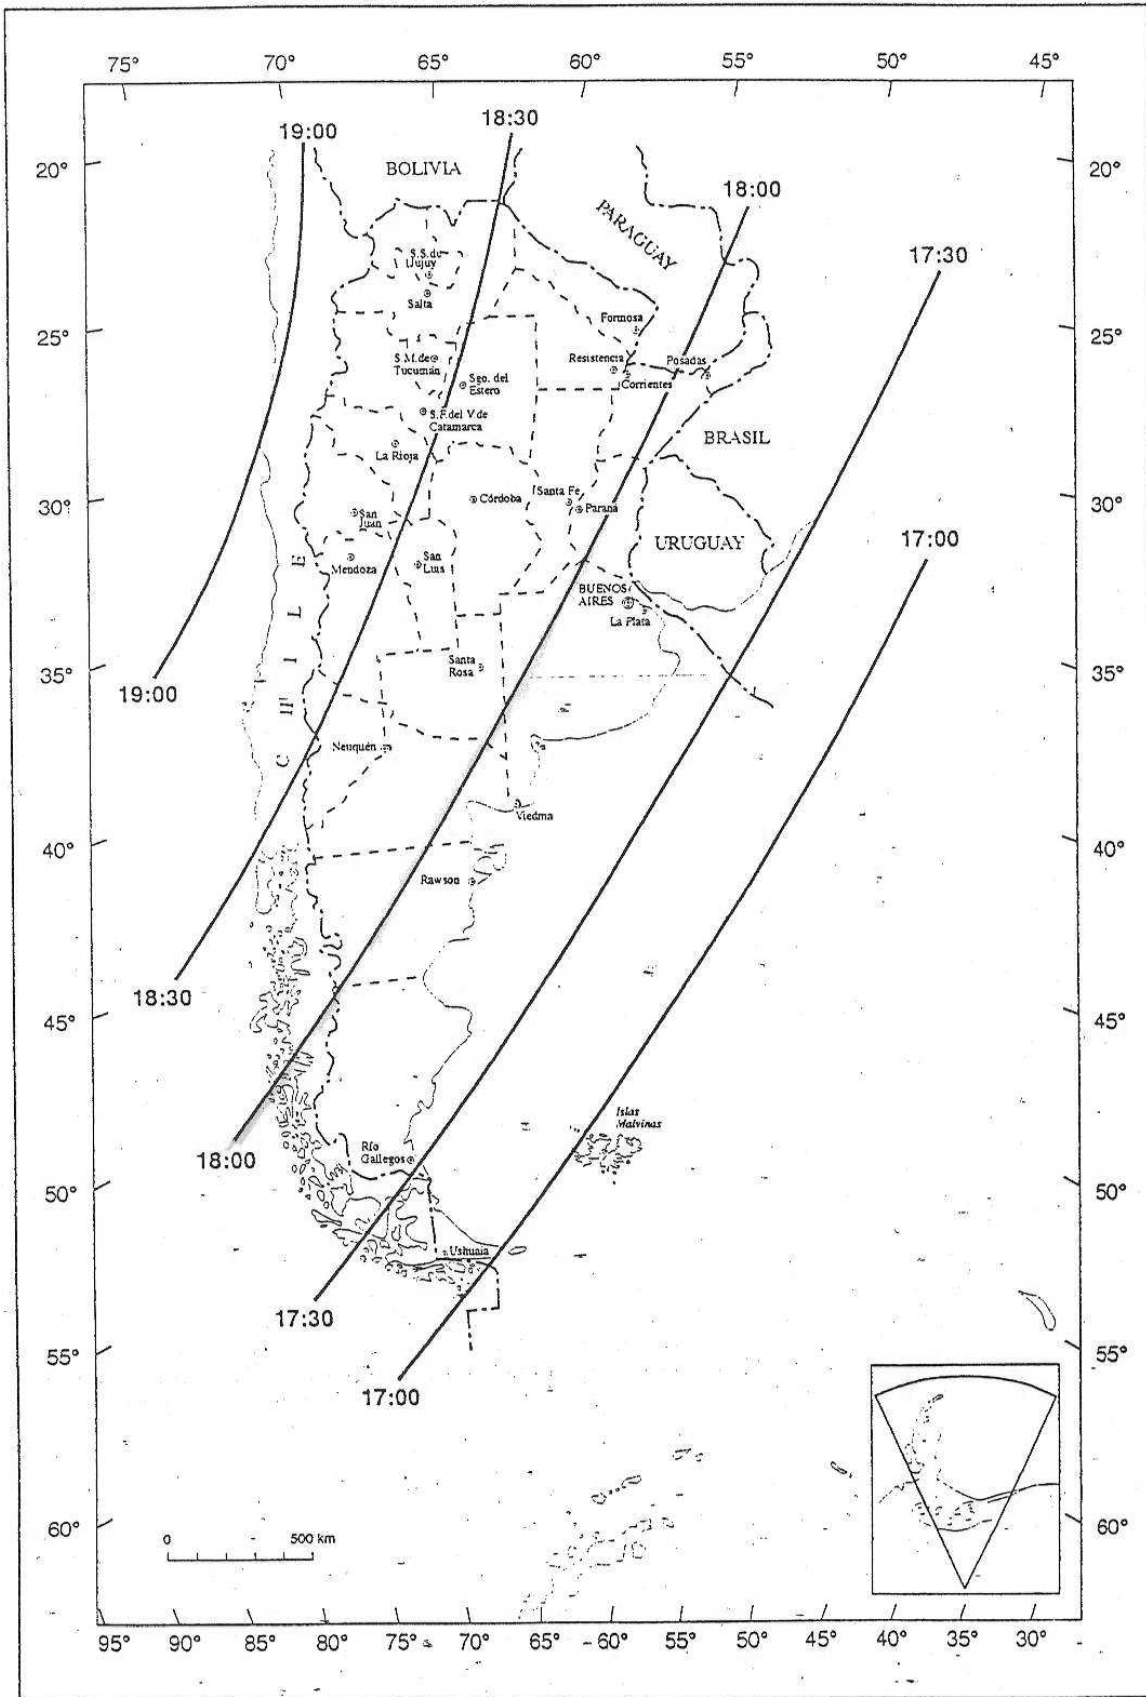 75° 70° 65° 60° 55° 50° 45°
19:00
18:30
BOLIVIA
20°
20°
PARAGUAY
18:00
17:30
S.S.de
Jujuy
Salta
Formosa
25°
25°
S.M.de
Tucumán
Resistencia
Posadas
Corrientes
Sgo. del
Estero
S.F.del V.de
Catamarca
BRASIL
La Rioja
Córdoba
Santa Fe
Paraná
30°
30°
San
Juan
URUGUAY
17:00
Mendoza
San
Luis
CHILE
BUENOS
AIRES
La Plata
Santa
Rosa
35°
35°
19:00
Neuquén
Viedma
40°
40°
Rawson
18:30
45°
45°
Islas
Malvinas
Río
Gallegos
18:00
50°
50°
Ushuaia
17:30
55°
55°
17:00
0 500 km
60°
60°
95° 90° 85° 80° 75° 70° 65° 60° 55° 50° 45° 40° 35° 30°